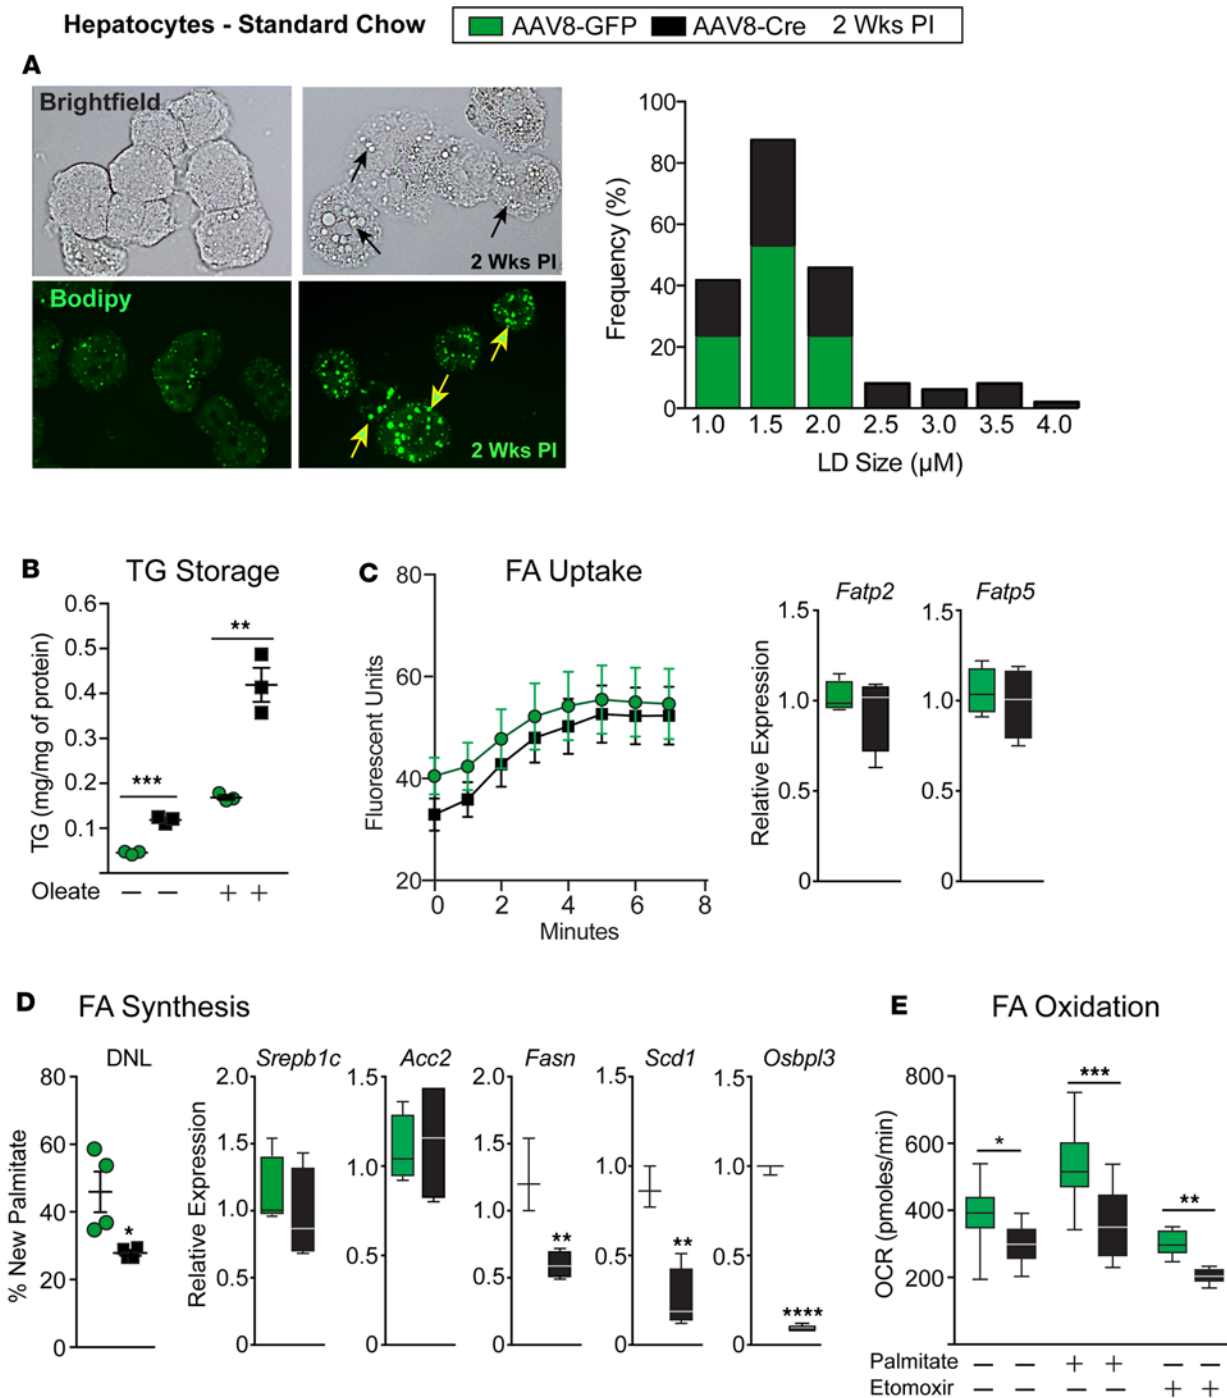 Hepatocytes - Standard Chow AAV8-GFP AAV8-Cre 2 Wks PI
A
Brightfield
2 Wks PI
Bodipy
2 Wks PI
Frequency (%)
100
80
60
40
20
0
1.0 1.5 2.0 2.5 3.0 3.5 4.0
LD Size (µM)
B TG Storage
TG (mg/mg of protein)
0.6
0.5
0.4
0.3
0.2
0.1
***
**
Oleate — — + +
C FA Uptake
Fluorescent Units
80
60
40
20
0 2 4 6 8
Minutes
Relative Expression
Fatp2
1.5
1.0
0.5
0
Fatp5
1.5
1.0
0.5
0
D FA Synthesis
DNL
% New Palmitate
80
60
40
20
0
*
Relative Expression
Srepb1c
2.0
1.5
1.0
0.5
0
Acc2
1.5
1.0
0.5
0
Fasn
2.0
1.5
1.0
0.5
0
**
Scd1
1.5
1.0
0.5
0
**
Osbpl3
1.5
1.0
0.5
0
****
E FA Oxidation
OCR (pmoles/min)
800
600
400
200
*
***
**
Palmitate — — + + — —
Etomoxir — — — — + +